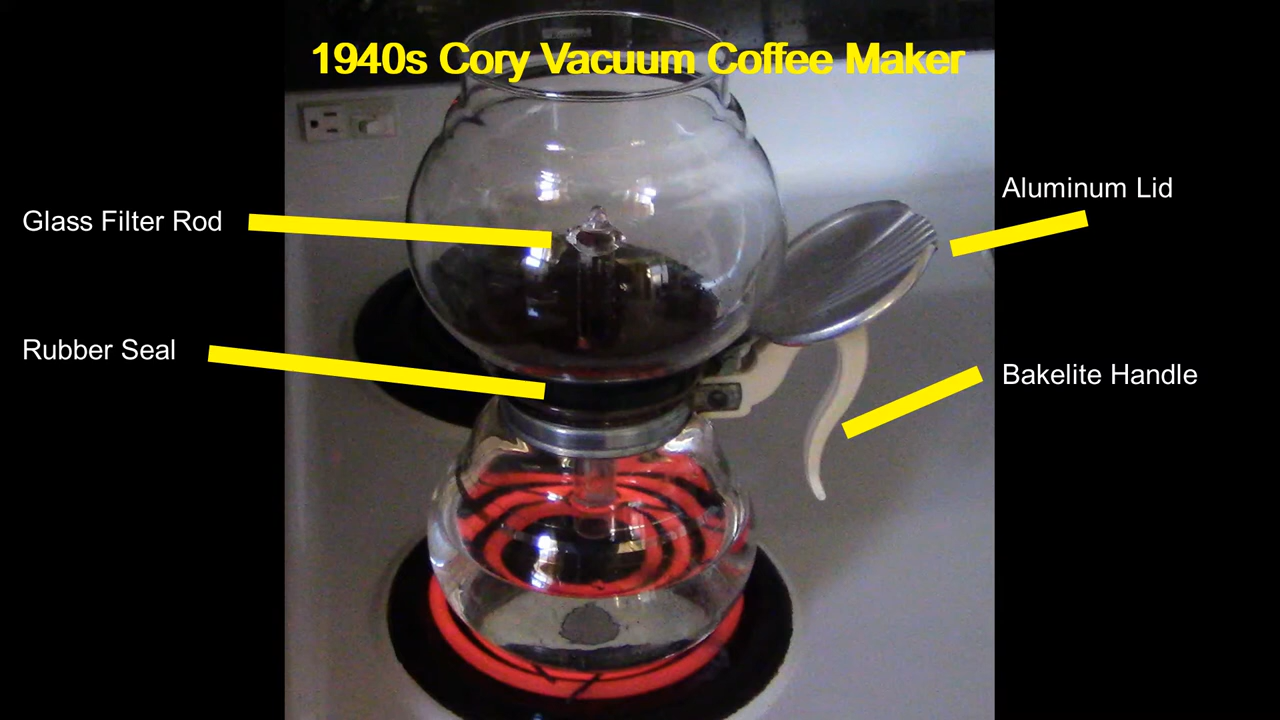 1940s Cory Vacuum Coffee Maker
Aluminum Lid
Glass Filter Rod
Rubber Seal
Bakelite Handle